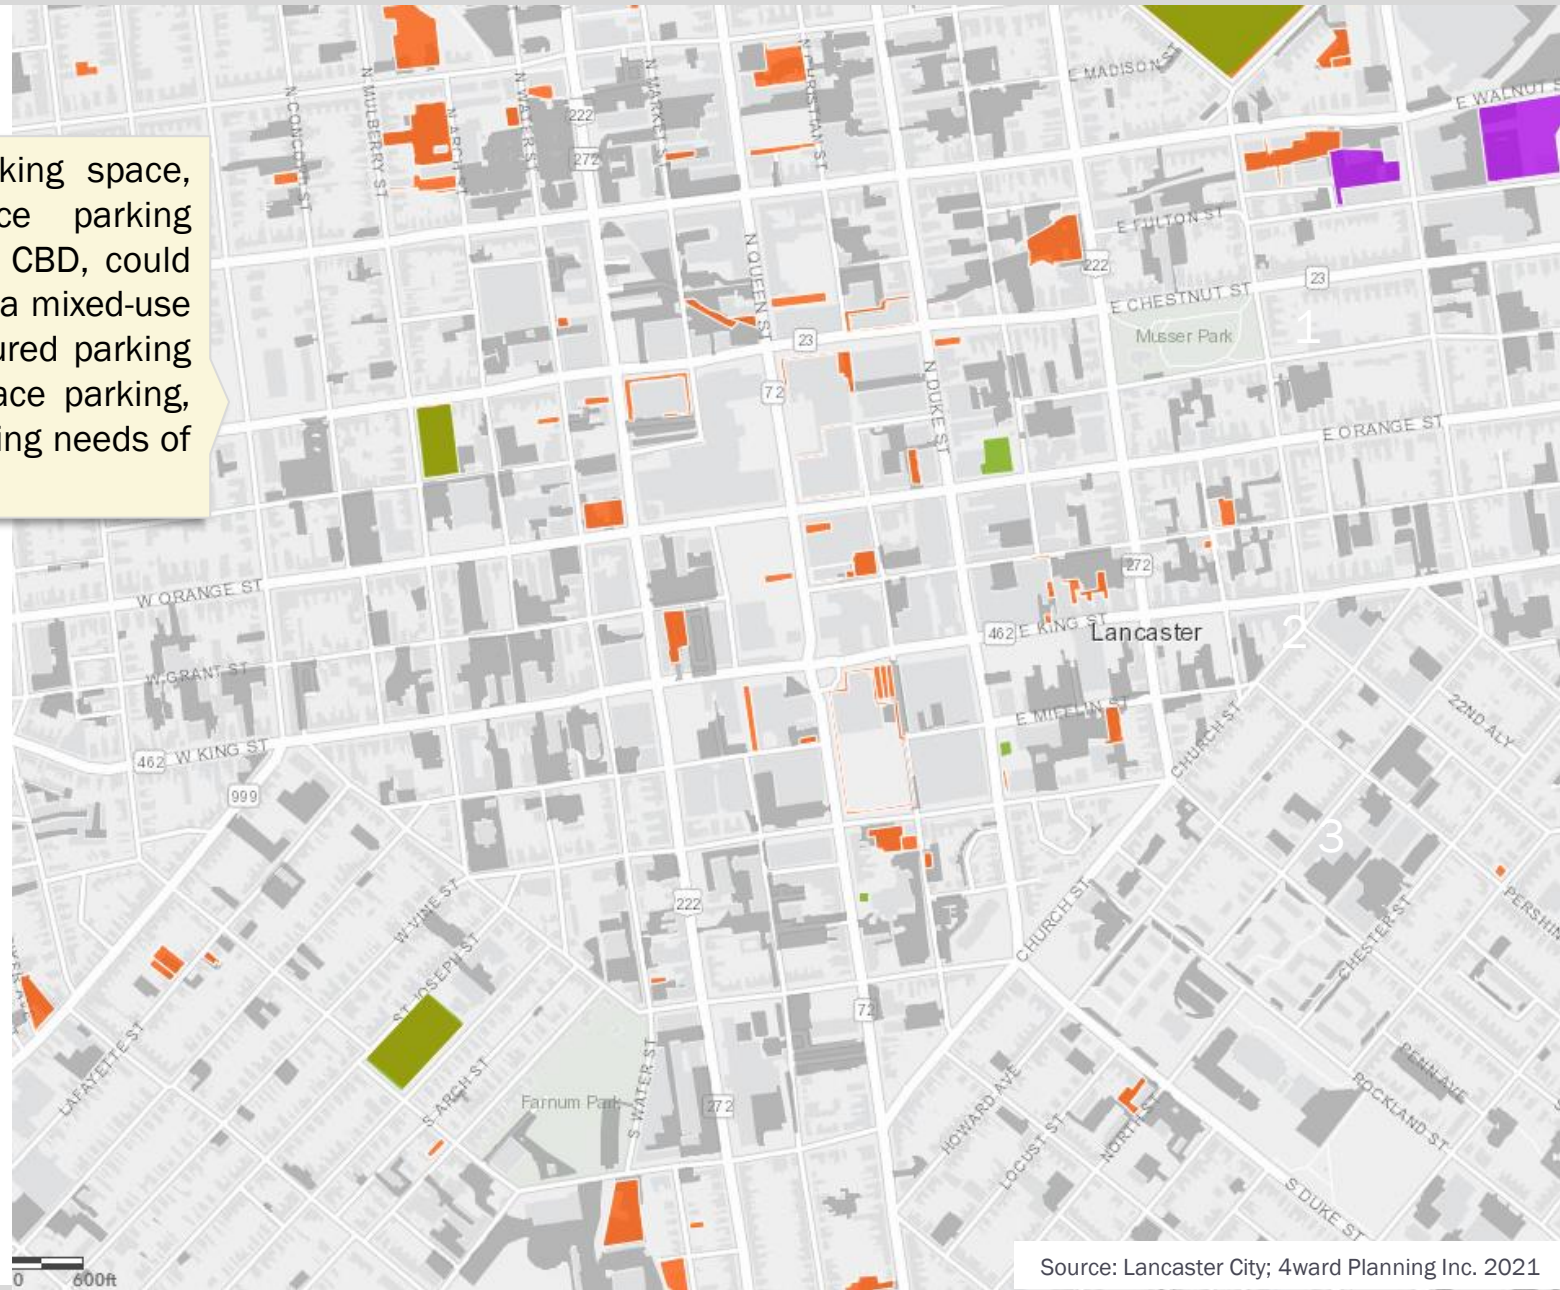 king space,
ce parking
CBD, could
a mixed-use
ured parking
ace parking,
ing needs of
E MADISON ST
E WALNUT S
N CONCORD ST
N MULBERRY ST
N ARCH ST
N WATER ST
N MARKET ST
N CHRISTIAN ST
222
272
E FULTON ST
222
23
E CHESTNUT ST
Musser Park
1
N QUEEN ST
23
72
N DUKE ST
E ORANGE ST
W ORANGE ST
272
462
E KING ST
Lancaster
2
W GRANT ST
E MIFFLIN ST
CHURCH ST
22ND ALY
462
W KING ST
999
3
W VINE ST
222
CHURCH ST
CHESTER ST
PERSHIN
ST JOSEPH ST
72
LAFAYETTE ST
S ARCH ST
Farnum Park
S WATER ST
272
HOWARD AVE
LOCUST ST
NORTH ST
PENN AVE
ROCKLAND ST
S DUKE ST
0 600ft
Source: Lancaster City; 4ward Planning Inc. 2021